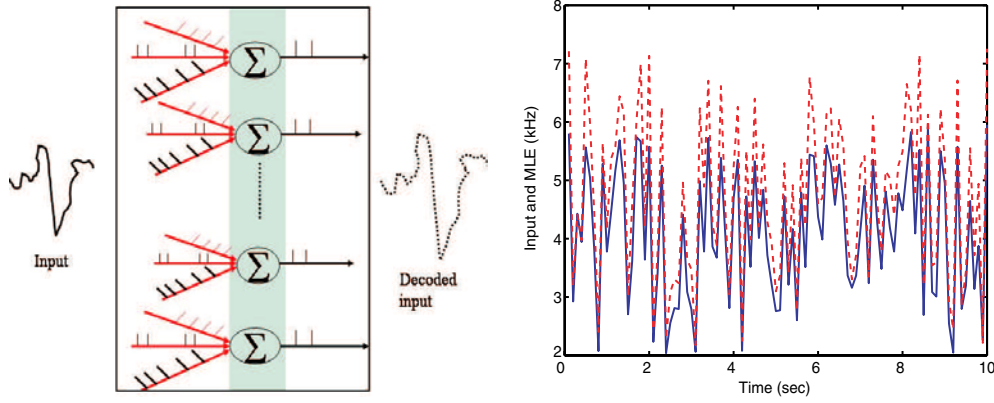 Input
Σ
Σ
Σ
Σ
Decoded
input
Input and MLE (kHz)
8
7
6
5
4
3
2
0
2
4
6
8
10
Time (sec)